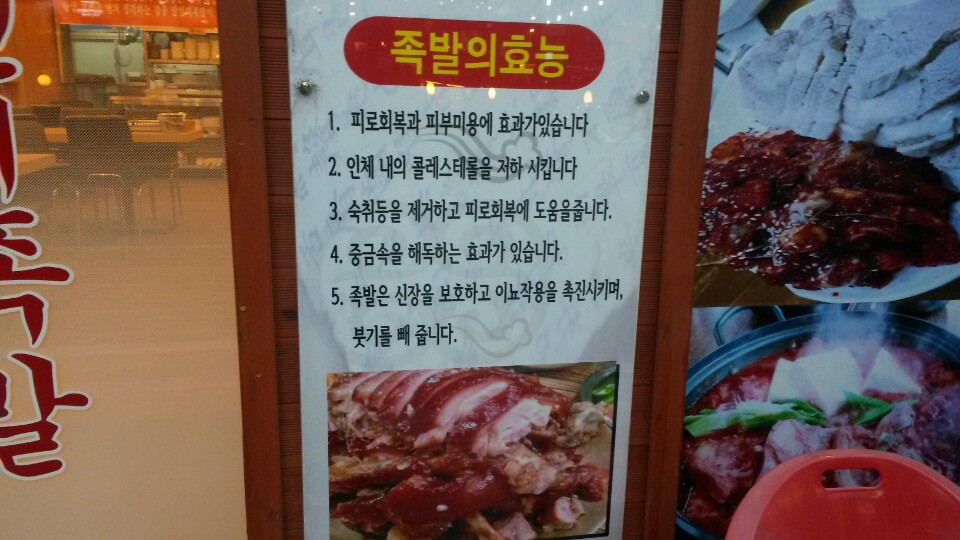 족발의효능
1. 피로회복과 피부미용에 효과가있습니다
2. 인체 내의 콜레스테롤을 저하 시킵니다
3. 숙취등을 제거하고 피로회복에 도움을줍니다.
4. 중금속을 해독하는 효과가 있습니다.
5. 족발은 신장을 보호하고 이뇨작용을 촉진시키며,
붓기를 빼 줍니다.
족발